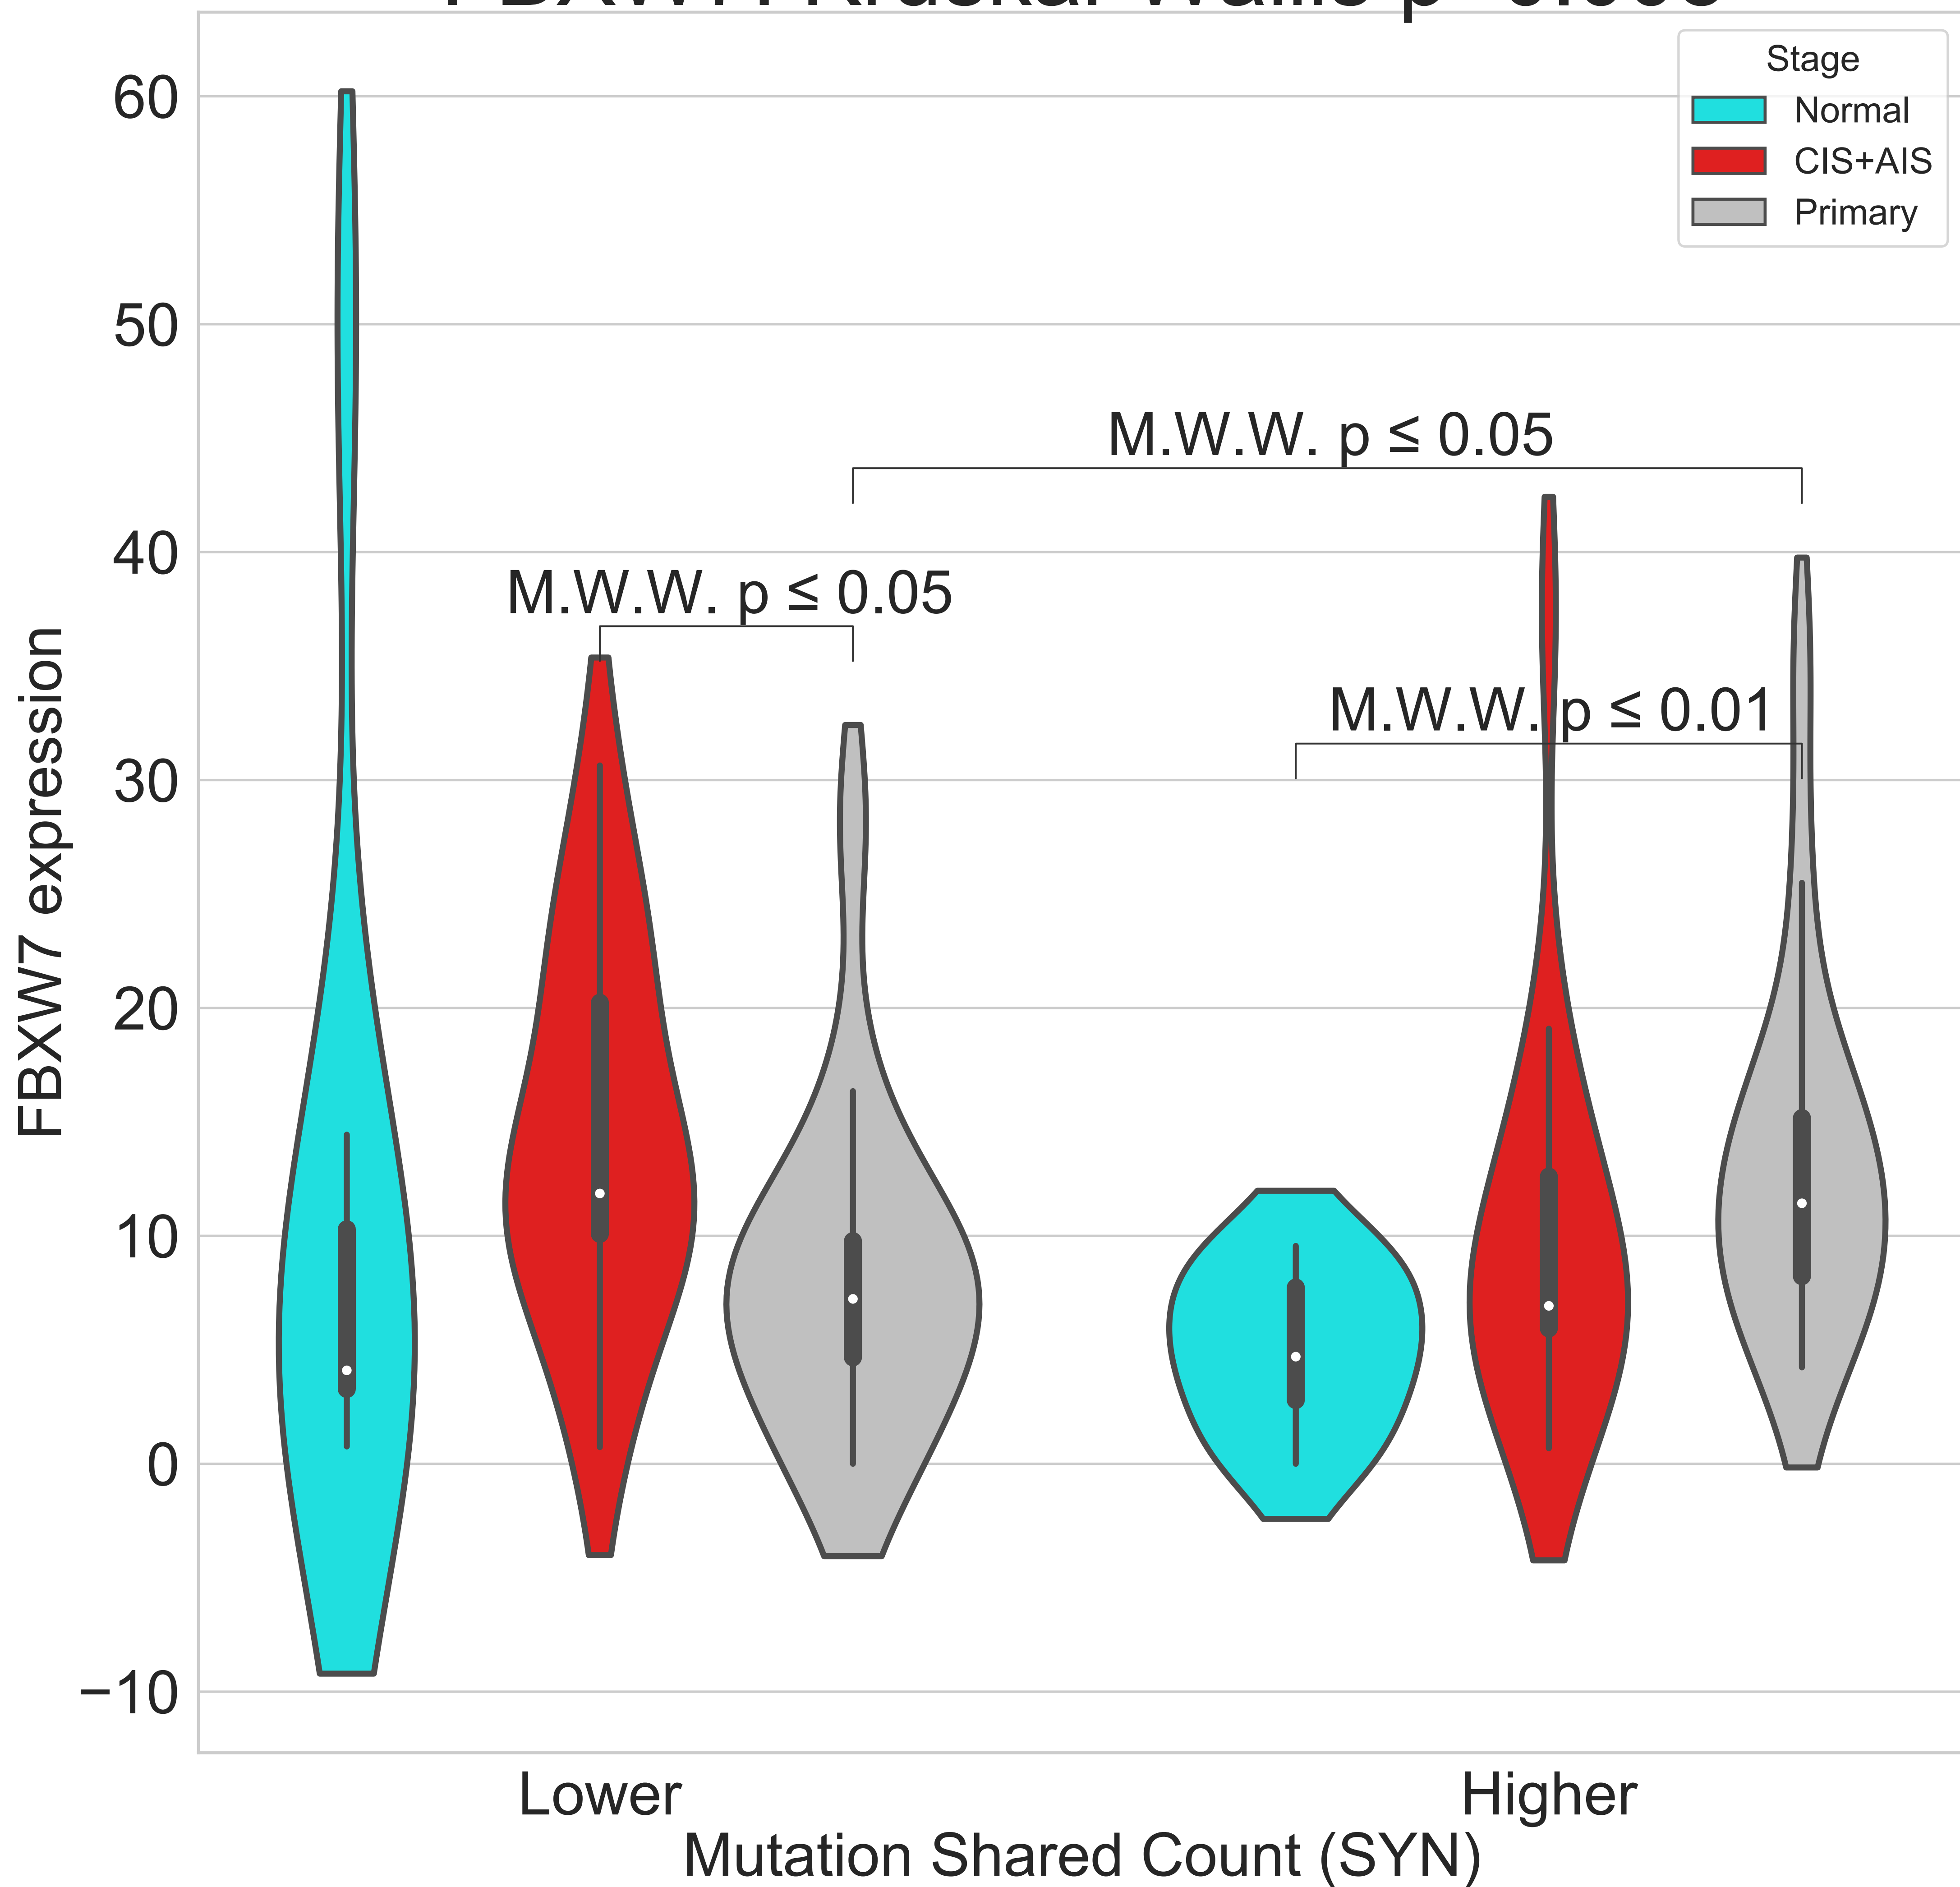 Stage
Normal
CIS+AIS
Primary
60
50
40
30
20
10
0
−10
FBXW7 expression
M.W.W. p ≤ 0.05
M.W.W. p ≤ 0.05
M.W.W. p ≤ 0.01
Lower
Higher
Mutation Shared Count (SYN)